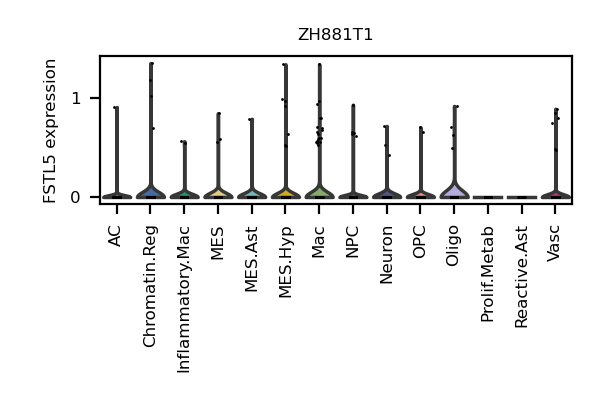 ZH881T1
FSTL5 expression
1
0
AC
Chromatin.Reg
Inflammatory.Mac
MES
MES.Ast
MES.Hyp
Mac
NPC
Neuron
OPC
Oligo
Prolif.Metab
Reactive.Ast
Vasc